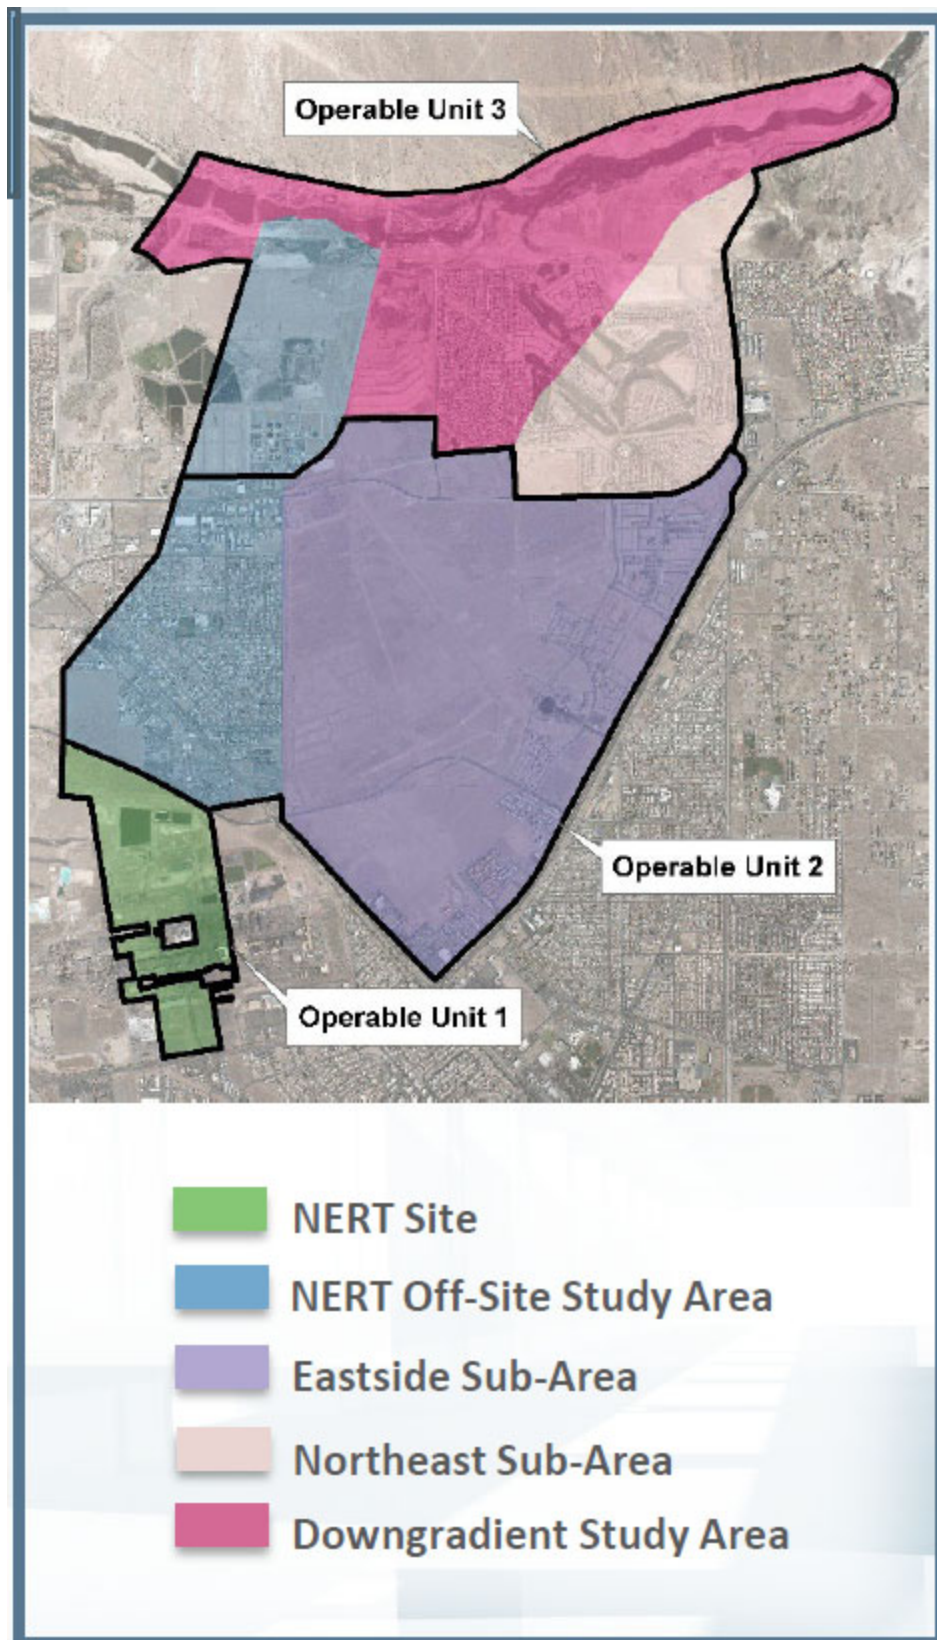 Operable Unit 3
Operable Unit 2
Operable Unit 1
NERT Site
NERT Off-Site Study Area
Eastside Sub-Area
Northeast Sub-Area
Downgradient Study Area